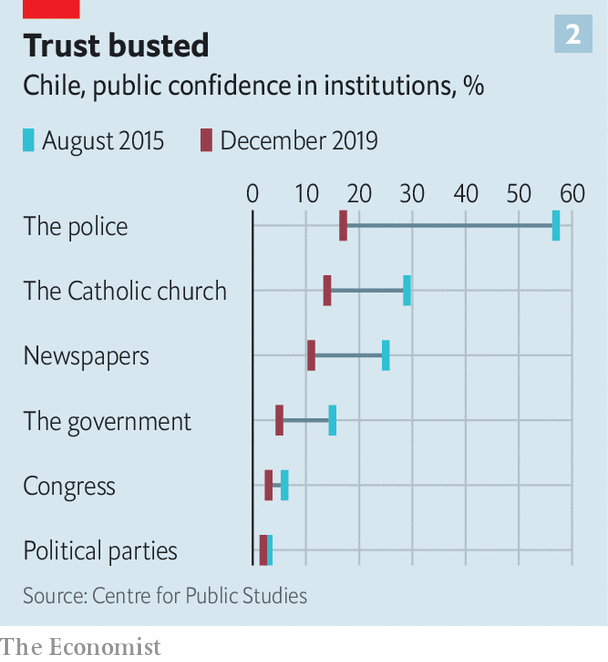 Trust busted
2
Chile, public confidence in institutions, %
August 2015 December 2019
0 10 20 30 40 50 60
The police
The Catholic church
Newspapers
The government
Congress
Political parties
Source: Centre for Public Studies
The Economist